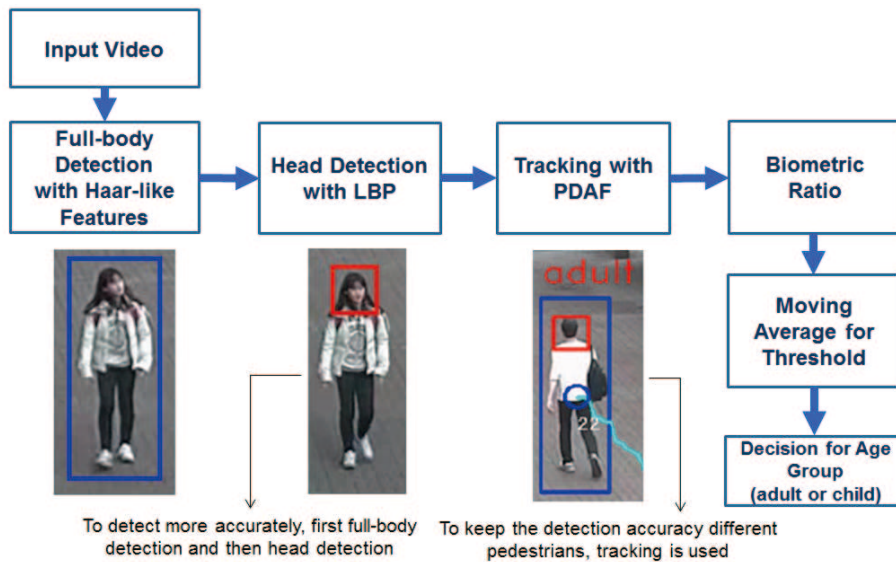 Input Video
Full-body
Detection
with Haar-like
Features
Head Detection
with LBP
Tracking with
PDAF
Biometric
Ratio
adult
22
Moving
Average for
Threshold
Decision for Age
Group
(adult or child)
To detect more accurately, first full-body
detection and then head detection
To keep the detection accuracy different
pedestrians, tracking is used